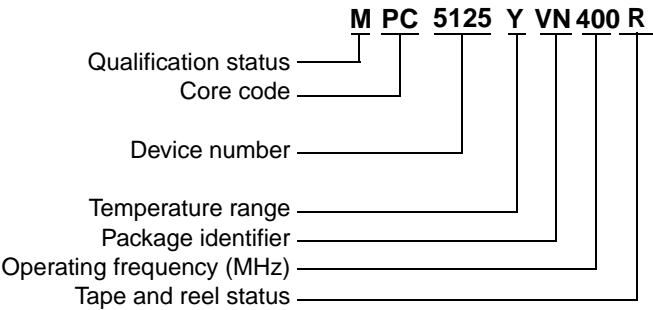 M PC 5125 Y VN 400 R
Qualification status
Core code
Device number
Temperature range
Package identifier
Operating frequency (MHz)
Tape and reel status